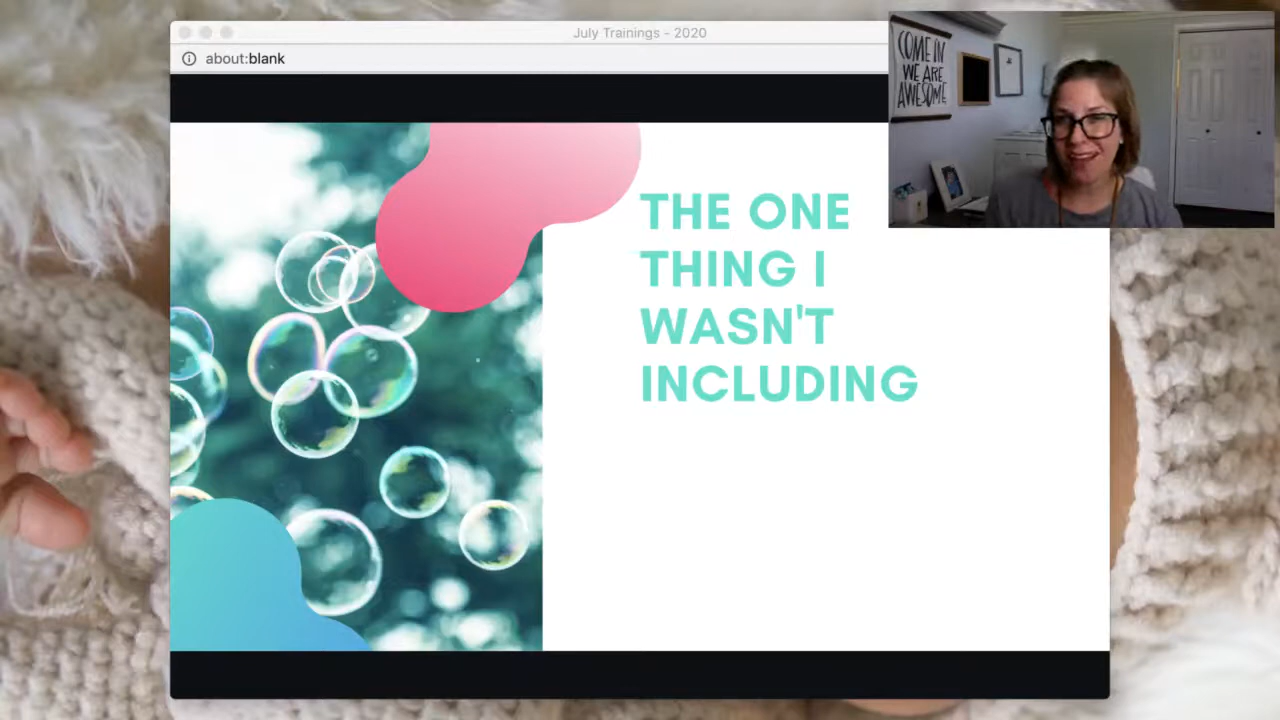 July Trainings - 2020
about:blank
COME IN
WE ARE
AWESOME
THE ONE
THING I
WASN'T
INCLUDING